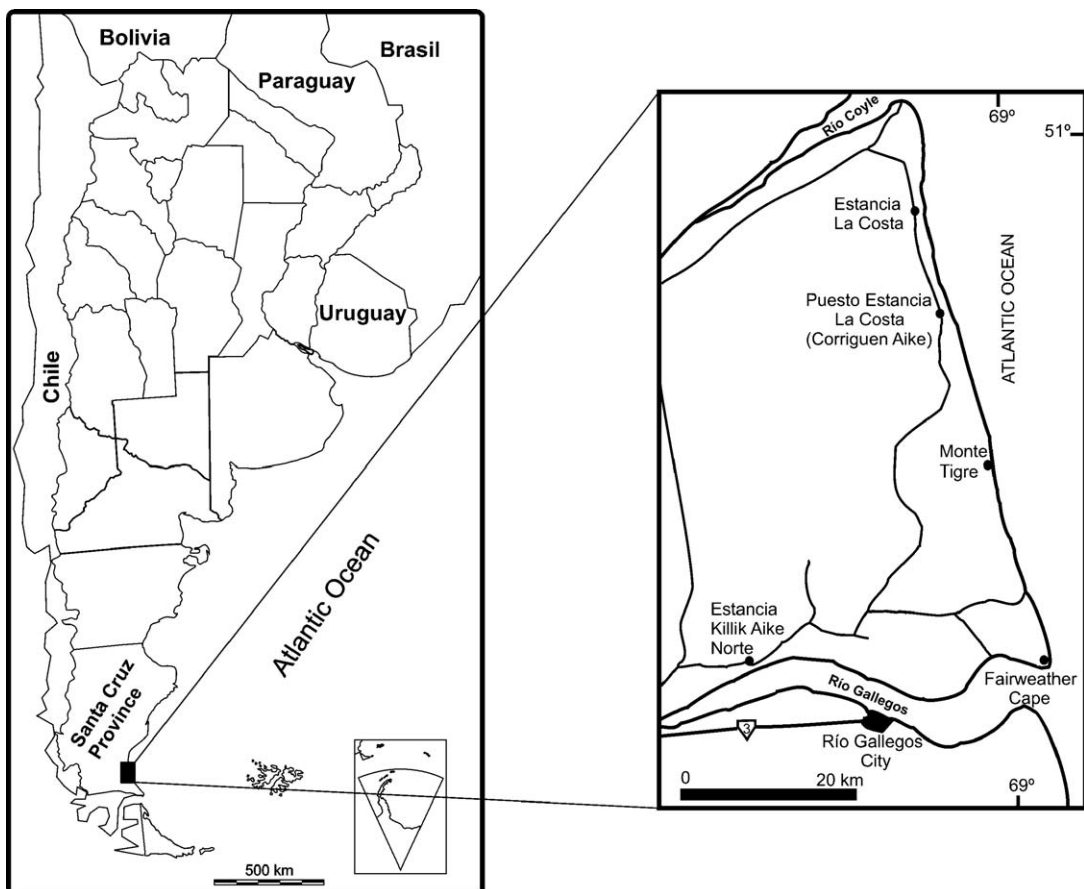 Bolivia
Brasil
Paraguay
Uruguay
Chile
Atlantic Ocean
Santa Cruz
Province
500 km
Río Coyle
69º
51º
Estancia
La Costa
ATLANTIC OCEAN
Puesto Estancia
La Costa
(Corriguen Aike)
Monte
Tigre
Estancia
Killik Aike
Norte
Fairweather
Cape
Río Gallegos
3
Río Gallegos
City
0
20 km
69º